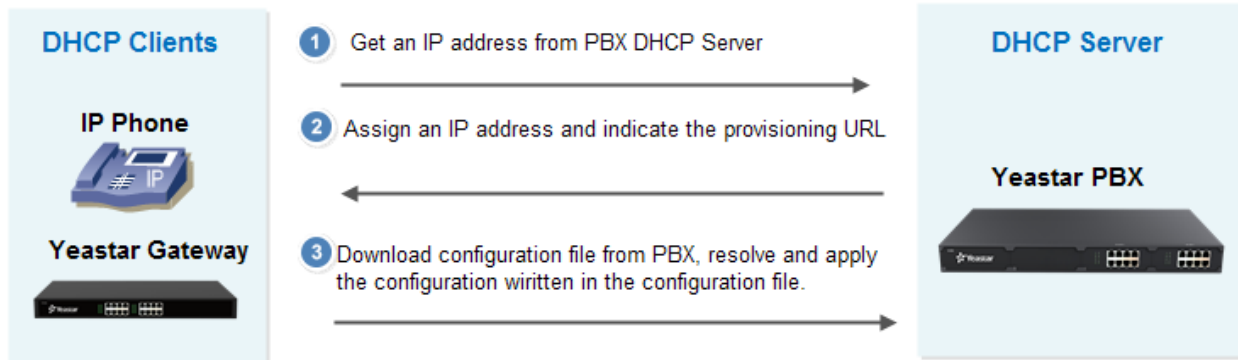 DHCP Clients
IP Phone
IP
Yeastar Gateway
Yeastar
1 Get an IP address from PBX DHCP Server
2 Assign an IP address and indicate the provisioning URL
3 Download configuration file from PBX, resolve and apply
the configuration wiritten in the configuration file.
DHCP Server
Yeastar PBX
Yeastar